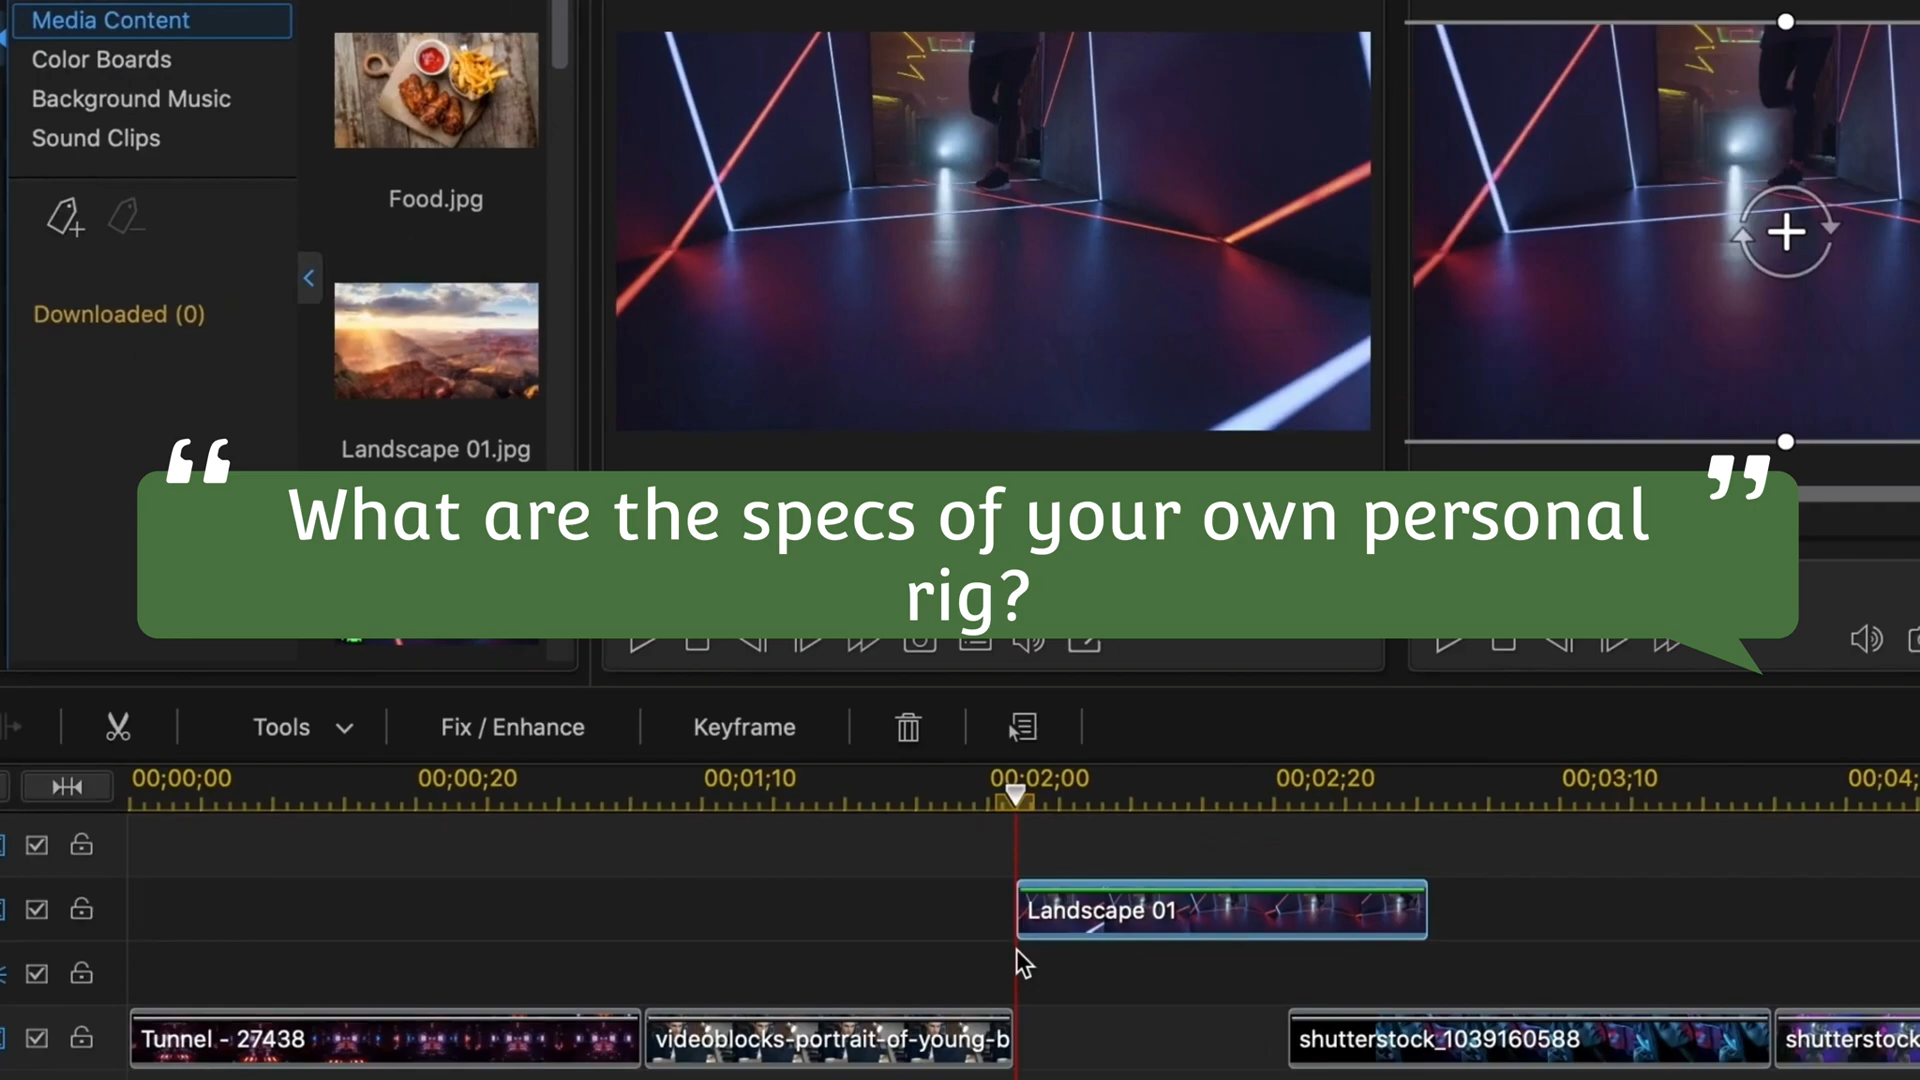 Media Content
Color Boards
Background Music
Sound Clips
Downloaded (0)
Food.jpg
Landscape 01.jpg
“What are the specs of your own personal
rig?”
Tools
Fix / Enhance
Keyframe
00;00;00
00;00;20
00;01;10
00;02;00
00;02;20
00;03;10
00;04;
Landscape 01
Tunnel - 27438
videoblocks-portrait-of-young-b
shutterstock_1039160588
shutterstock